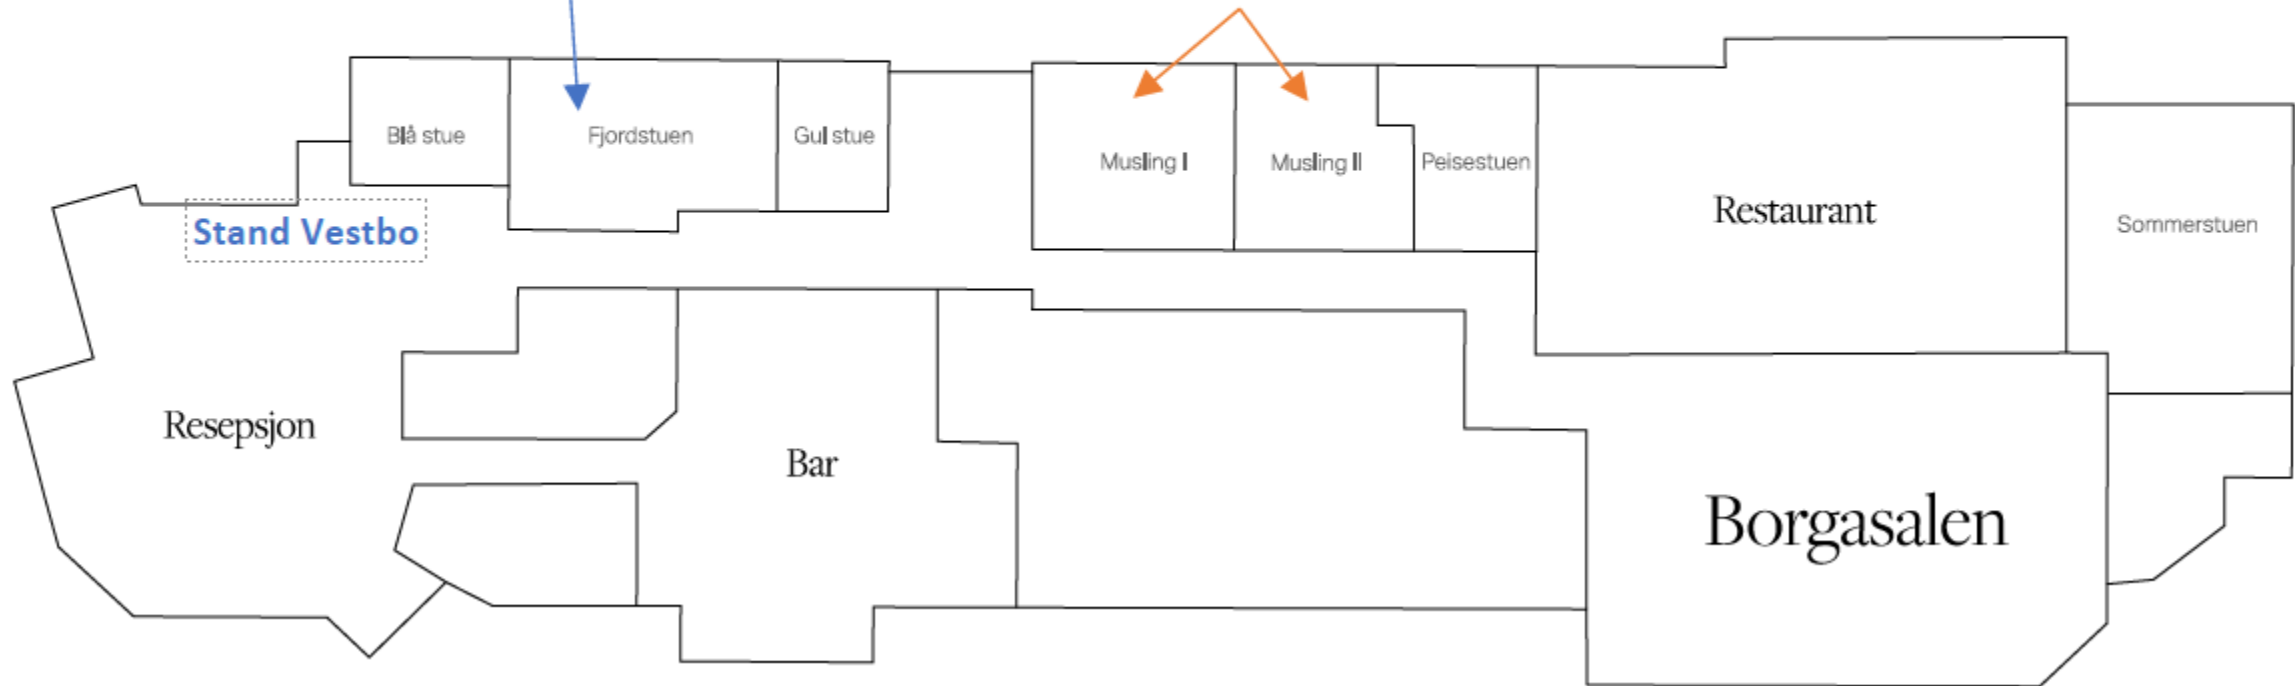 Blå stue
Fjordstuen
Gul stue
Musling I
Musling II
Peisestuen
Restaurant
Sommerstuen
Stand Vestbo
Resepsjon
Bar
Borgasalen